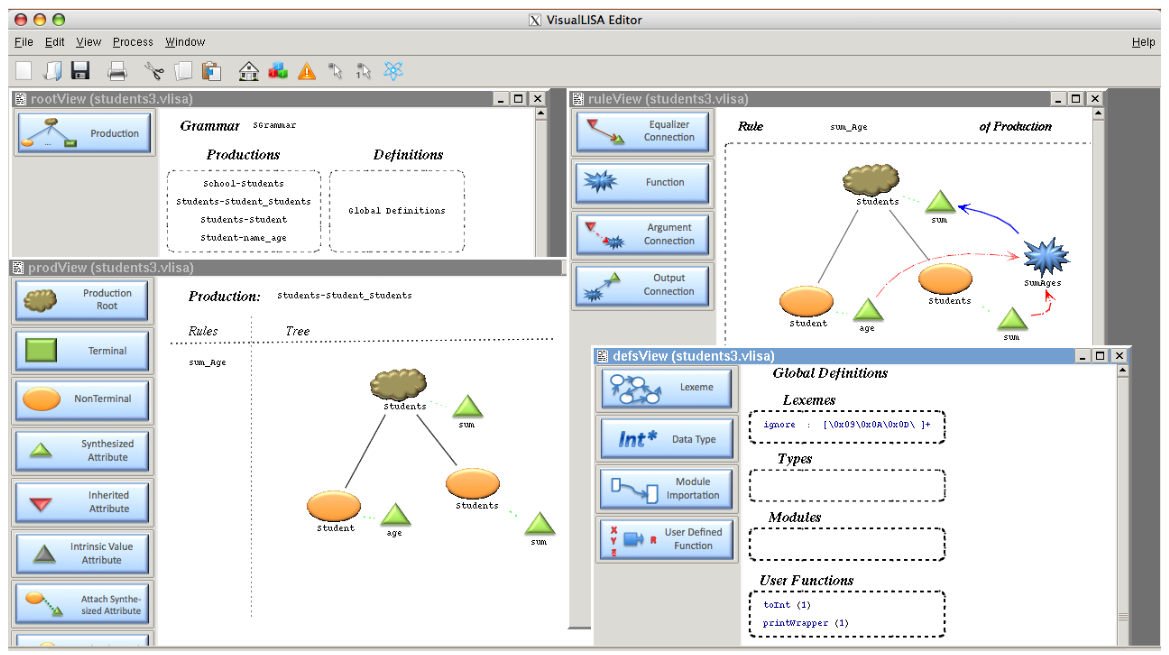 VisualLISA Editor
File Edit View Process Window Help
rootView (students3.vlisa)
Production
...
Grammar SGrammar
Productions Definitions
School-Students
Students-Student_Students
Students-Student
Student-name_age
Global Definitions
prodView (students3.vlisa)
Production
Root
Terminal
NonTerminal
Synthesized
Attribute
Inherited
Attribute
Intrinsic Value
Attribute
Attach Synthe-
sized Attribute
Production: Students-Student_Students
Rules Tree
sum_Age
Students
sum
Student
age
Students
sum
ruleView (students3.vlisa)
Equalizer
Connection
Function
Argument
Connection
Output
Connection
Rule sum_Age of Production
Students
sum
SumAges
Students
Student
age
sum
defsView (students3.vlisa)
Lexeme
Int* Data Type
Module
Importation
X
Y
Z
R
User Defined
Function
Global Definitions
Lexemes
ignore : [\0x09\0x0A\0x0D\ ]+
Types
Modules
User Functions
toInt (1)
printWrapper (1)